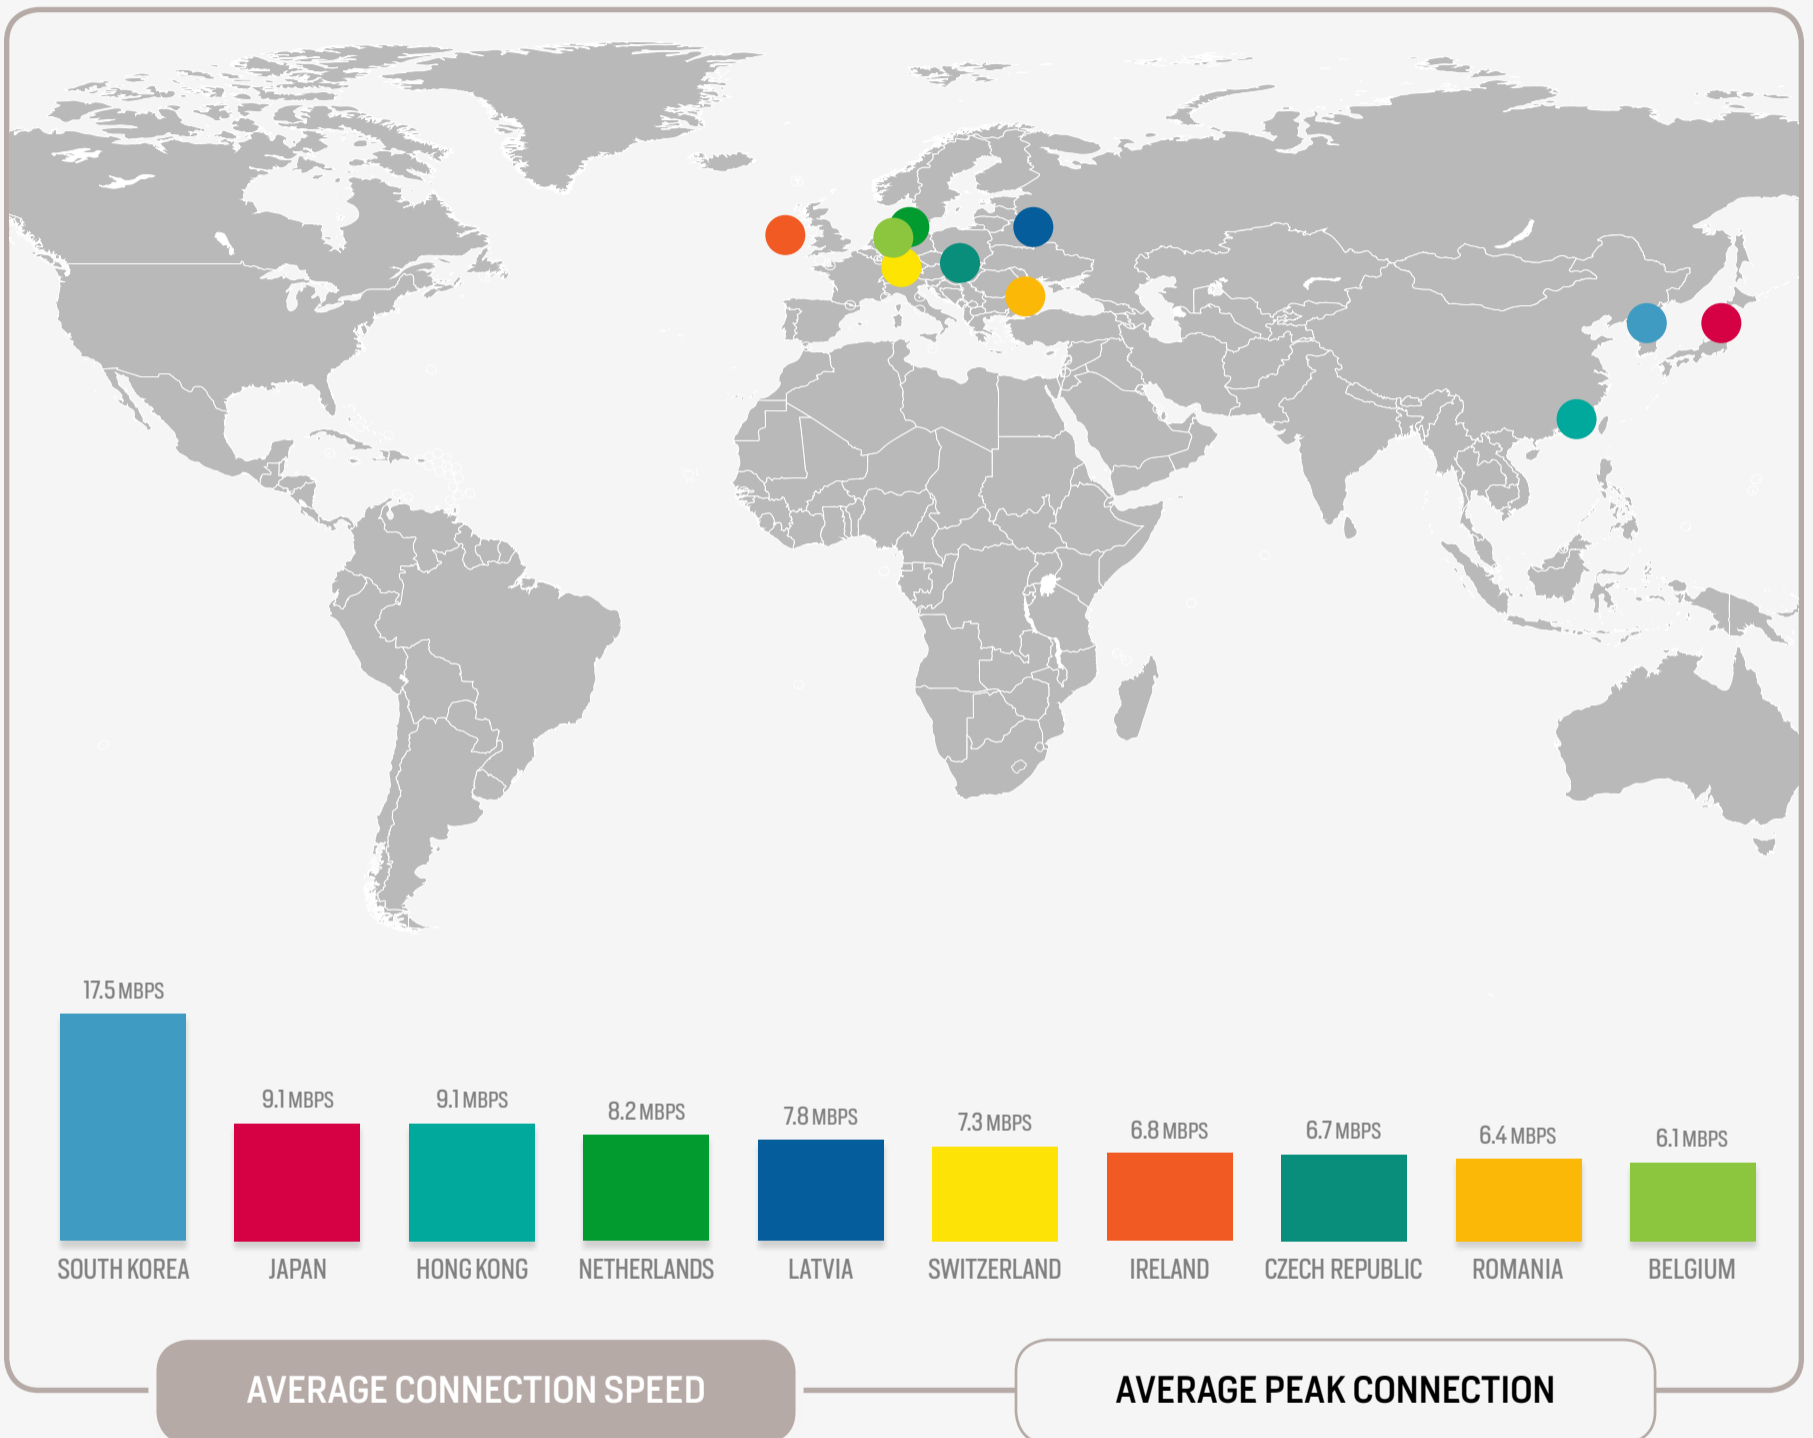 17.5 MBPS
9.1 MBPS
9.1 MBPS
8.2 MBPS
7.8 MBPS
7.3 MBPS
6.8 MBPS
6.7 MBPS
6.4 MBPS
6.1 MBPS
SOUTH KOREA
JAPAN
HONG KONG
NETHERLANDS
LATVIA
SWITZERLAND
IRELAND
CZECH REPUBLIC
ROMANIA
BELGIUM
AVERAGE CONNECTION SPEED
AVERAGE PEAK CONNECTION